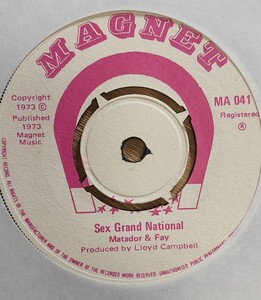 MAGNET
Copyright
1973 ©
Published
1973
Magnet
Music
MA 041
Registered
®
Sex Grand National
Matador & Fay
Produced by Lloyd Campbell